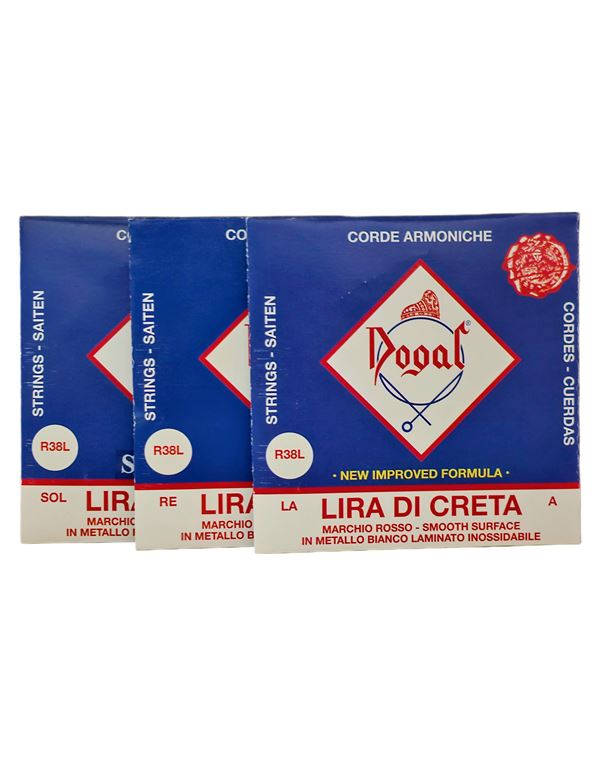 CO
STRINGS - SAITEN
R38L
S
SOL
LIRA
MARCHIO
IN METALLO B
CO
STRINGS - SAITEN
R38L
RE
LIRA
MARCHIO
IN METALLO BI
CORDE ARMONICHE
STRINGS - SAITEN
CORDES - CUERDAS
Dogal®
R38L
· NEW IMPROVED FORMULA ·
LA LIRA DI CRETA A
MARCHIO ROSSO - SMOOTH SURFACE
IN METALLO BIANCO LAMINATO INOSSIDABILE